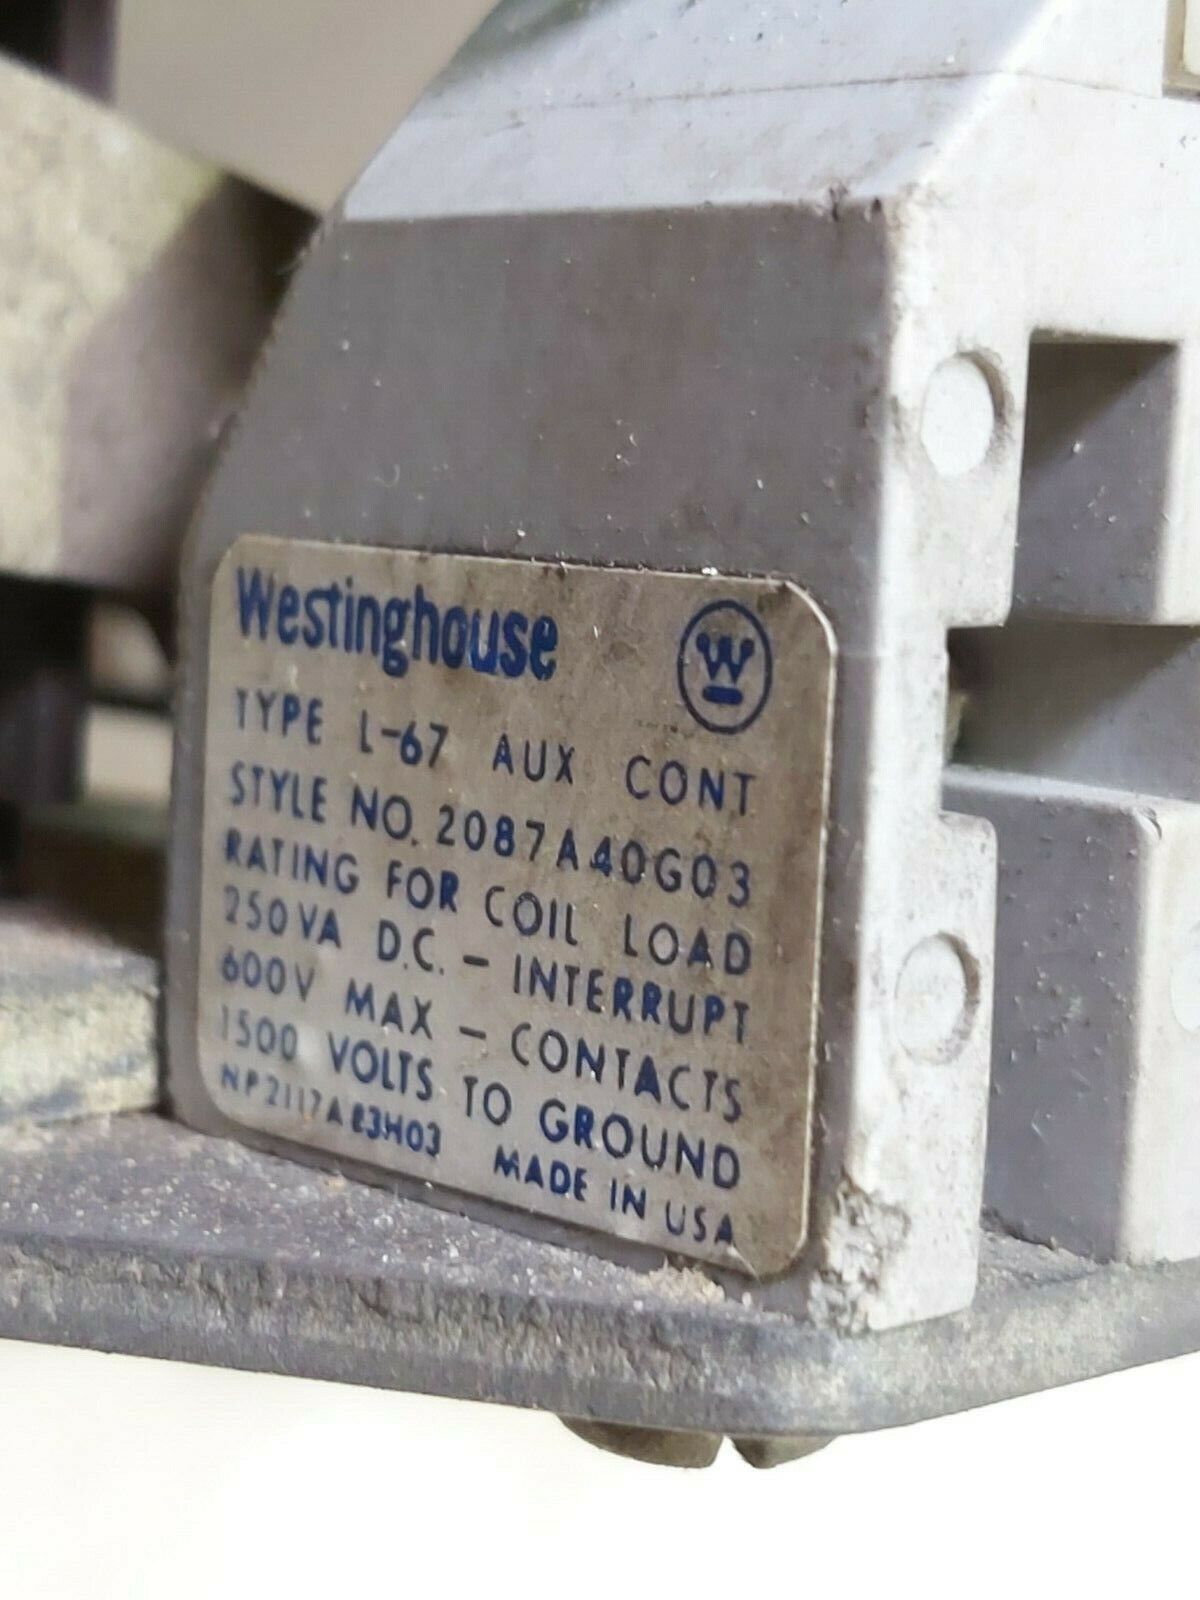 Westinghouse W
TYPE L-67 AUX CONT
STYLE NO. 2087A40G03
RATING FOR COIL LOAD
250VA D.C. - INTERRUPT
600V MAX - CONTACTS
1500 VOLTS TO GROUND
MADE IN USA